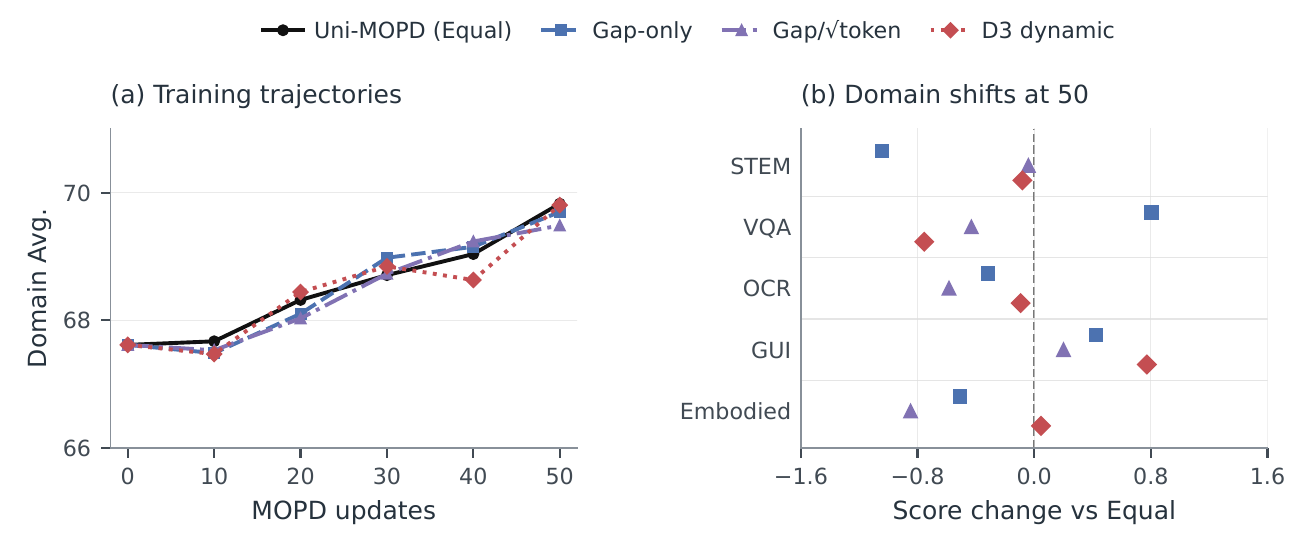 Uni-MOPD (Equal) Gap-only Gap/√token D3 dynamic
(a) Training trajectories
Domain Avg.
70
68
66
0 10 20 30 40 50
MOPD updates
(b) Domain shifts at 50
STEM
VQA
OCR
GUI
Embodied
−1.6 −0.8 0.0 0.8 1.6
Score change vs Equal